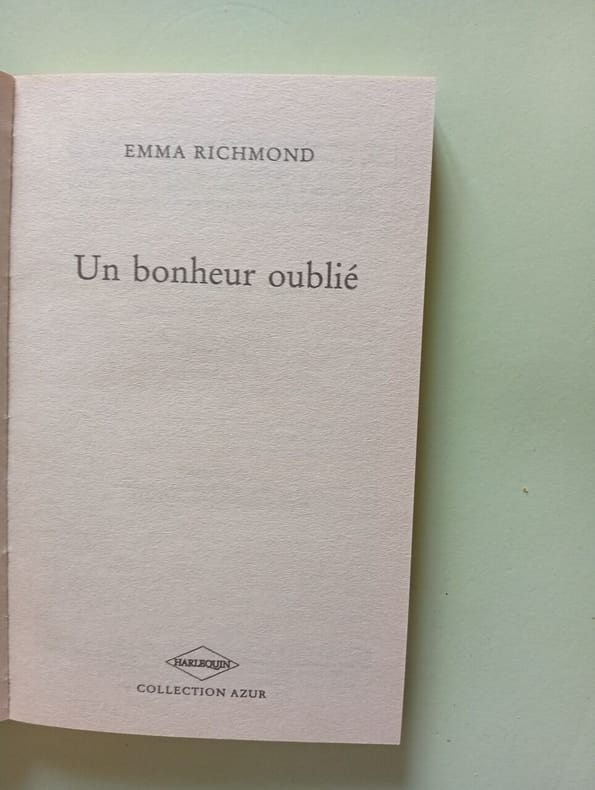 EMMA RICHMOND
Un bonheur oublié
HARLEQUIN
COLLECTION AZUR